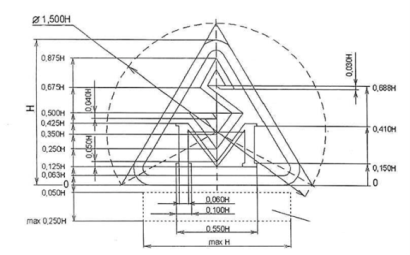 ⌀ 1,500H
0,875H
0,675H
0,500H
0,425H
0,350H
0,250H
0,125H
0,063H
0
0,050H
max 0,250H
H
0,040H
0,050H
0,030H
0,688H
0,410H
0,150H
0
0,060H
0,100H
0,550H
max H